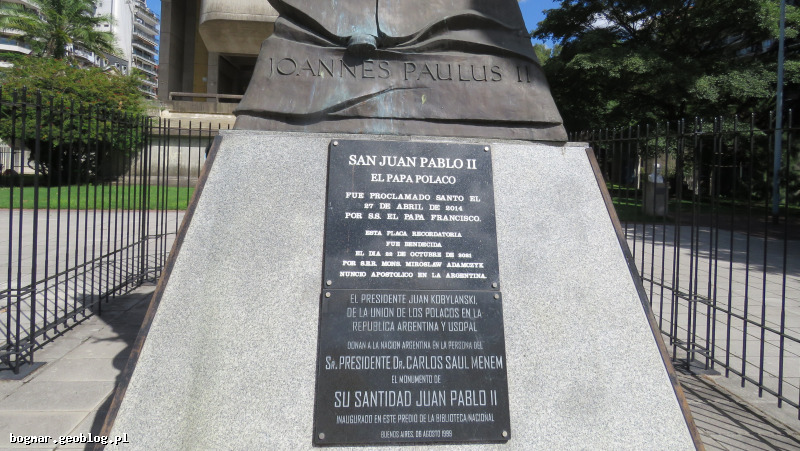 JOANNES PAULUS II
SAN JUAN PABLO II
EL PAPA POLACO
FUE PROCLAMADO SANTO EL
27 DE ABRIL DE 2014
POR S.S. EL PAPA FRANCISCO.
ESTA PLACA RECORDATORIA
FUE BENDECIDA
EL DIA 22 DE OCTUBRE DE 2021
POR S.E.R. MONS. MIROSLAW ADAMCZYK
NUNCIO APOSTOLICO EN LA ARGENTINA.
EL PRESIDENTE JUAN KOBYLANSKI,
DE LA UNION DE LOS POLACOS EN LA
REPUBLICA ARGENTINA Y USOPAL
DONAN A LA NACION ARGENTINA EN LA PERSONA DEL
SR. PRESIDENTE DR. CARLOS SAUL MENEM
EL MONUMENTO DE
SU SANTIDAD JUAN PABLO II
INAUGURADO EN ESTE PREDIO DE LA BIBLIOTECA NACIONAL
BUENOS AIRES, 08 AGOSTO 1999
bognar.geoblog.pl